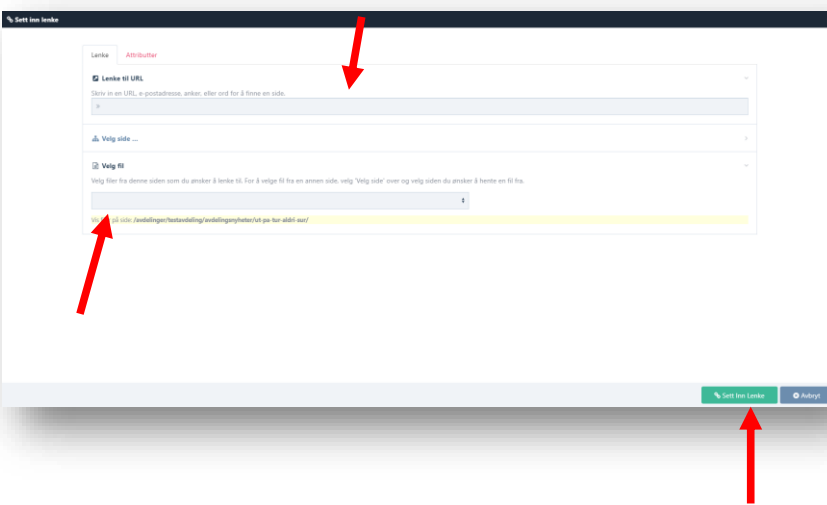 Sett inn lenke
Lenke Attributter
Lenke til URL
Skriv in en URL, e-postadresse, anker, eller ord for å finne en side.
Velg side ...
Velg fil
Velg filer fra denne siden som du ønsker å lenke til. For å velge fil fra en annen side, velg 'Velg side' over og velg siden du ønsker å hente en fil fra.
på side: /avdelinger/testavdeling/avdelingsnyheter/ut-pa-tur-aldri-sur/
Sett Inn Lenke Avbryt